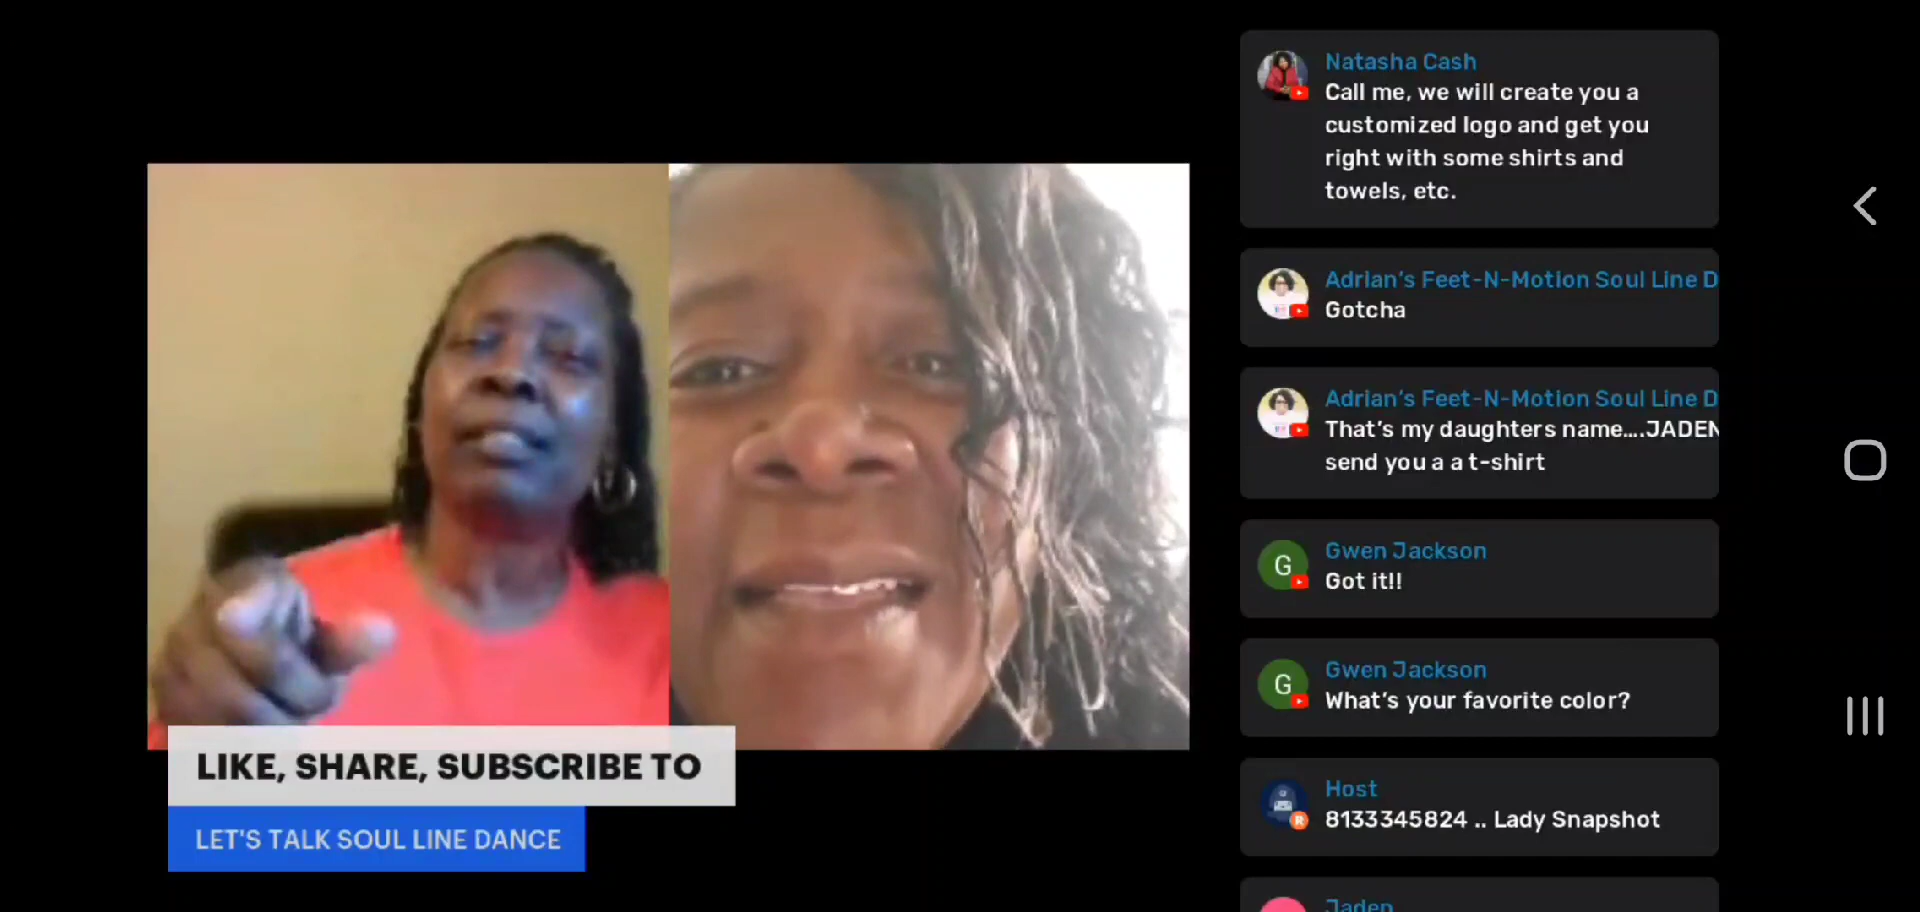 Natasha Cash
Call me, we will create you a
customized logo and get you
right with some shirts and
towels, etc.
Adrian's Feet-N-Motion Soul Line D
Gotcha
Adrian's Feet-N-Motion Soul Line D
That's my daughters name....JADEN
send you a a t-shirt
G
Gwen Jackson
Got it!!
G
Gwen Jackson
What's your favorite color?
Host
R
8133345824 .. Lady Snapshot
Jaden
LIKE, SHARE, SUBSCRIBE TO
LET'S TALK SOUL LINE DANCE